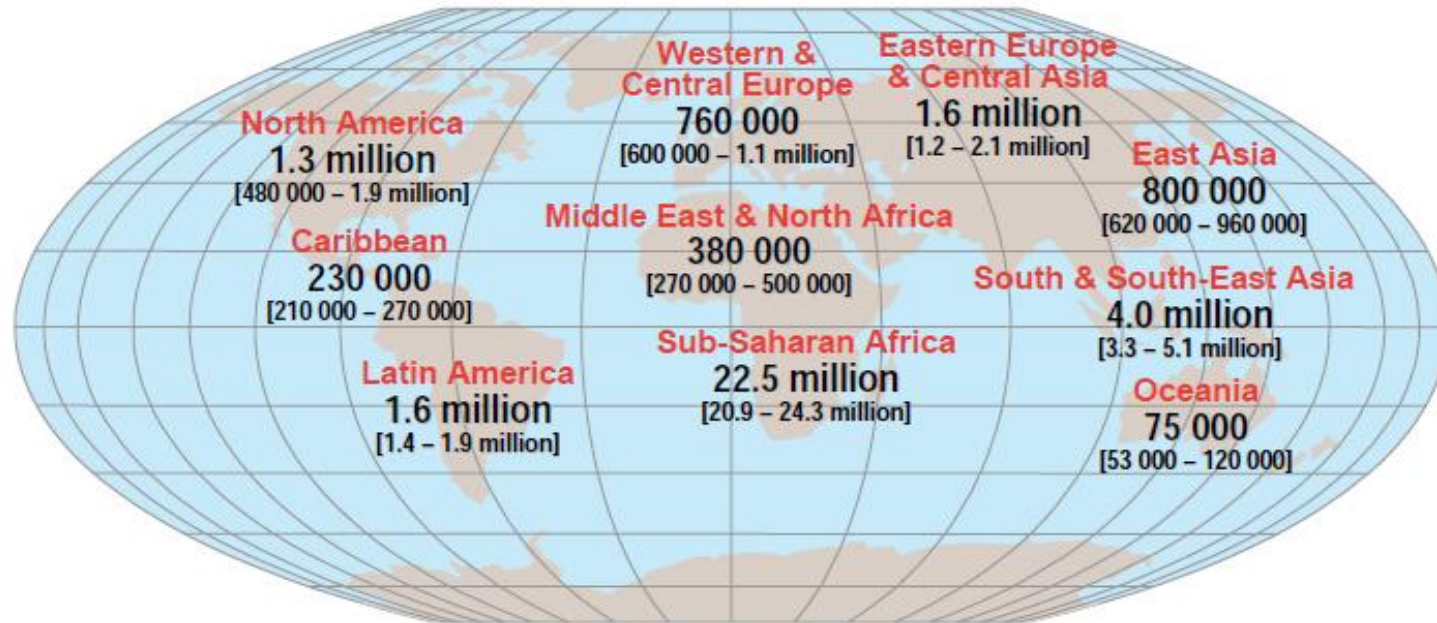 Western &
Central Europe
760 000
[600 000 – 1.1 million]
Eastern Europe
& Central Asia
1.6 million
[1.2 – 2.1 million]
North America
1.3 million
[480 000 – 1.9 million]
East Asia
800 000
[620 000 – 960 000]
Middle East & North Africa
380 000
[270 000 – 500 000]
Caribbean
230 000
[210 000 – 270 000]
South & South-East Asia
4.0 million
[3.3 – 5.1 million]
Sub-Saharan Africa
22.5 million
[20.9 – 24.3 million]
Latin America
1.6 million
[1.4 – 1.9 million]
Oceania
75 000
[53 000 – 120 000]